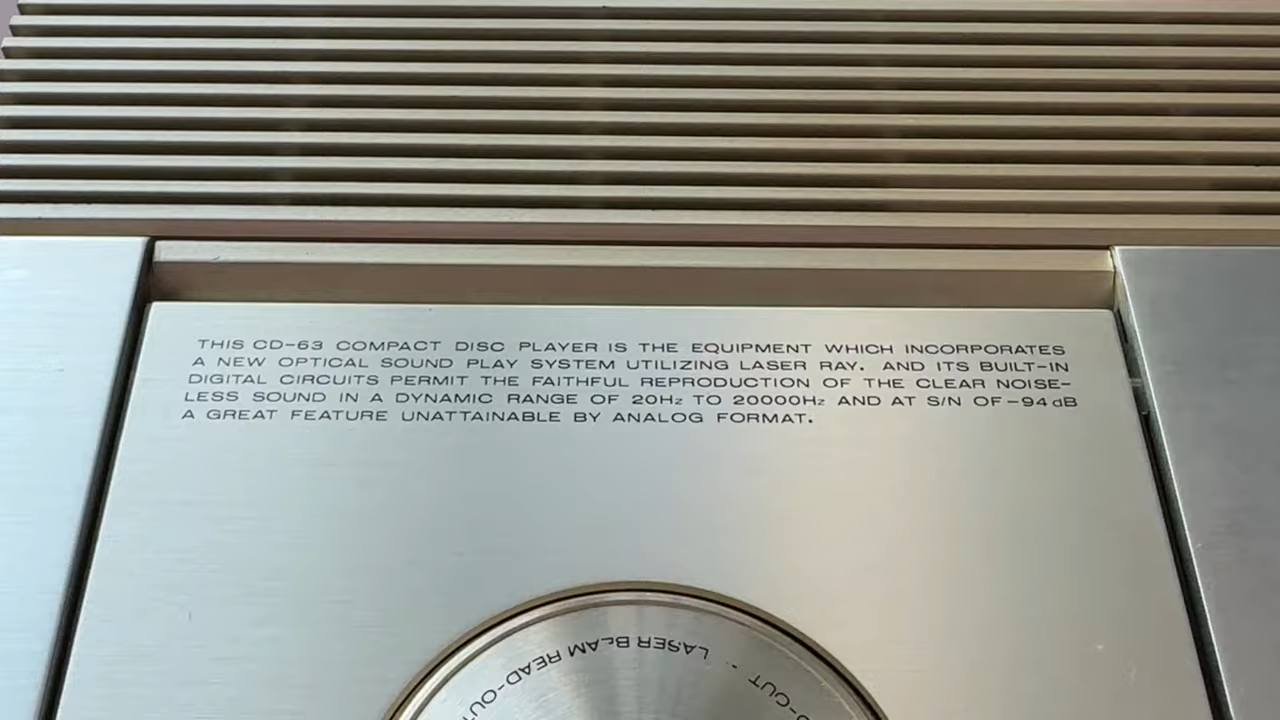 THIS CD-63 COMPACT DISC PLAYER IS THE EQUIPMENT WHICH INCORPORATES
A NEW OPTICAL SOUND PLAY SYSTEM UTILIZING LASER RAY. AND ITS BUILT-IN
DIGITAL CIRCUITS PERMIT THE FAITHFUL REPRODUCTION OF THE CLEAR NOISE-
LESS SOUND IN A DYNAMIC RANGE OF 20Hz TO 20000Hz AND AT S/N OF-94dB
A GREAT FEATURE UNATTAINABLE BY ANALOG FORMAT.
LASER BEAM READ-OUT